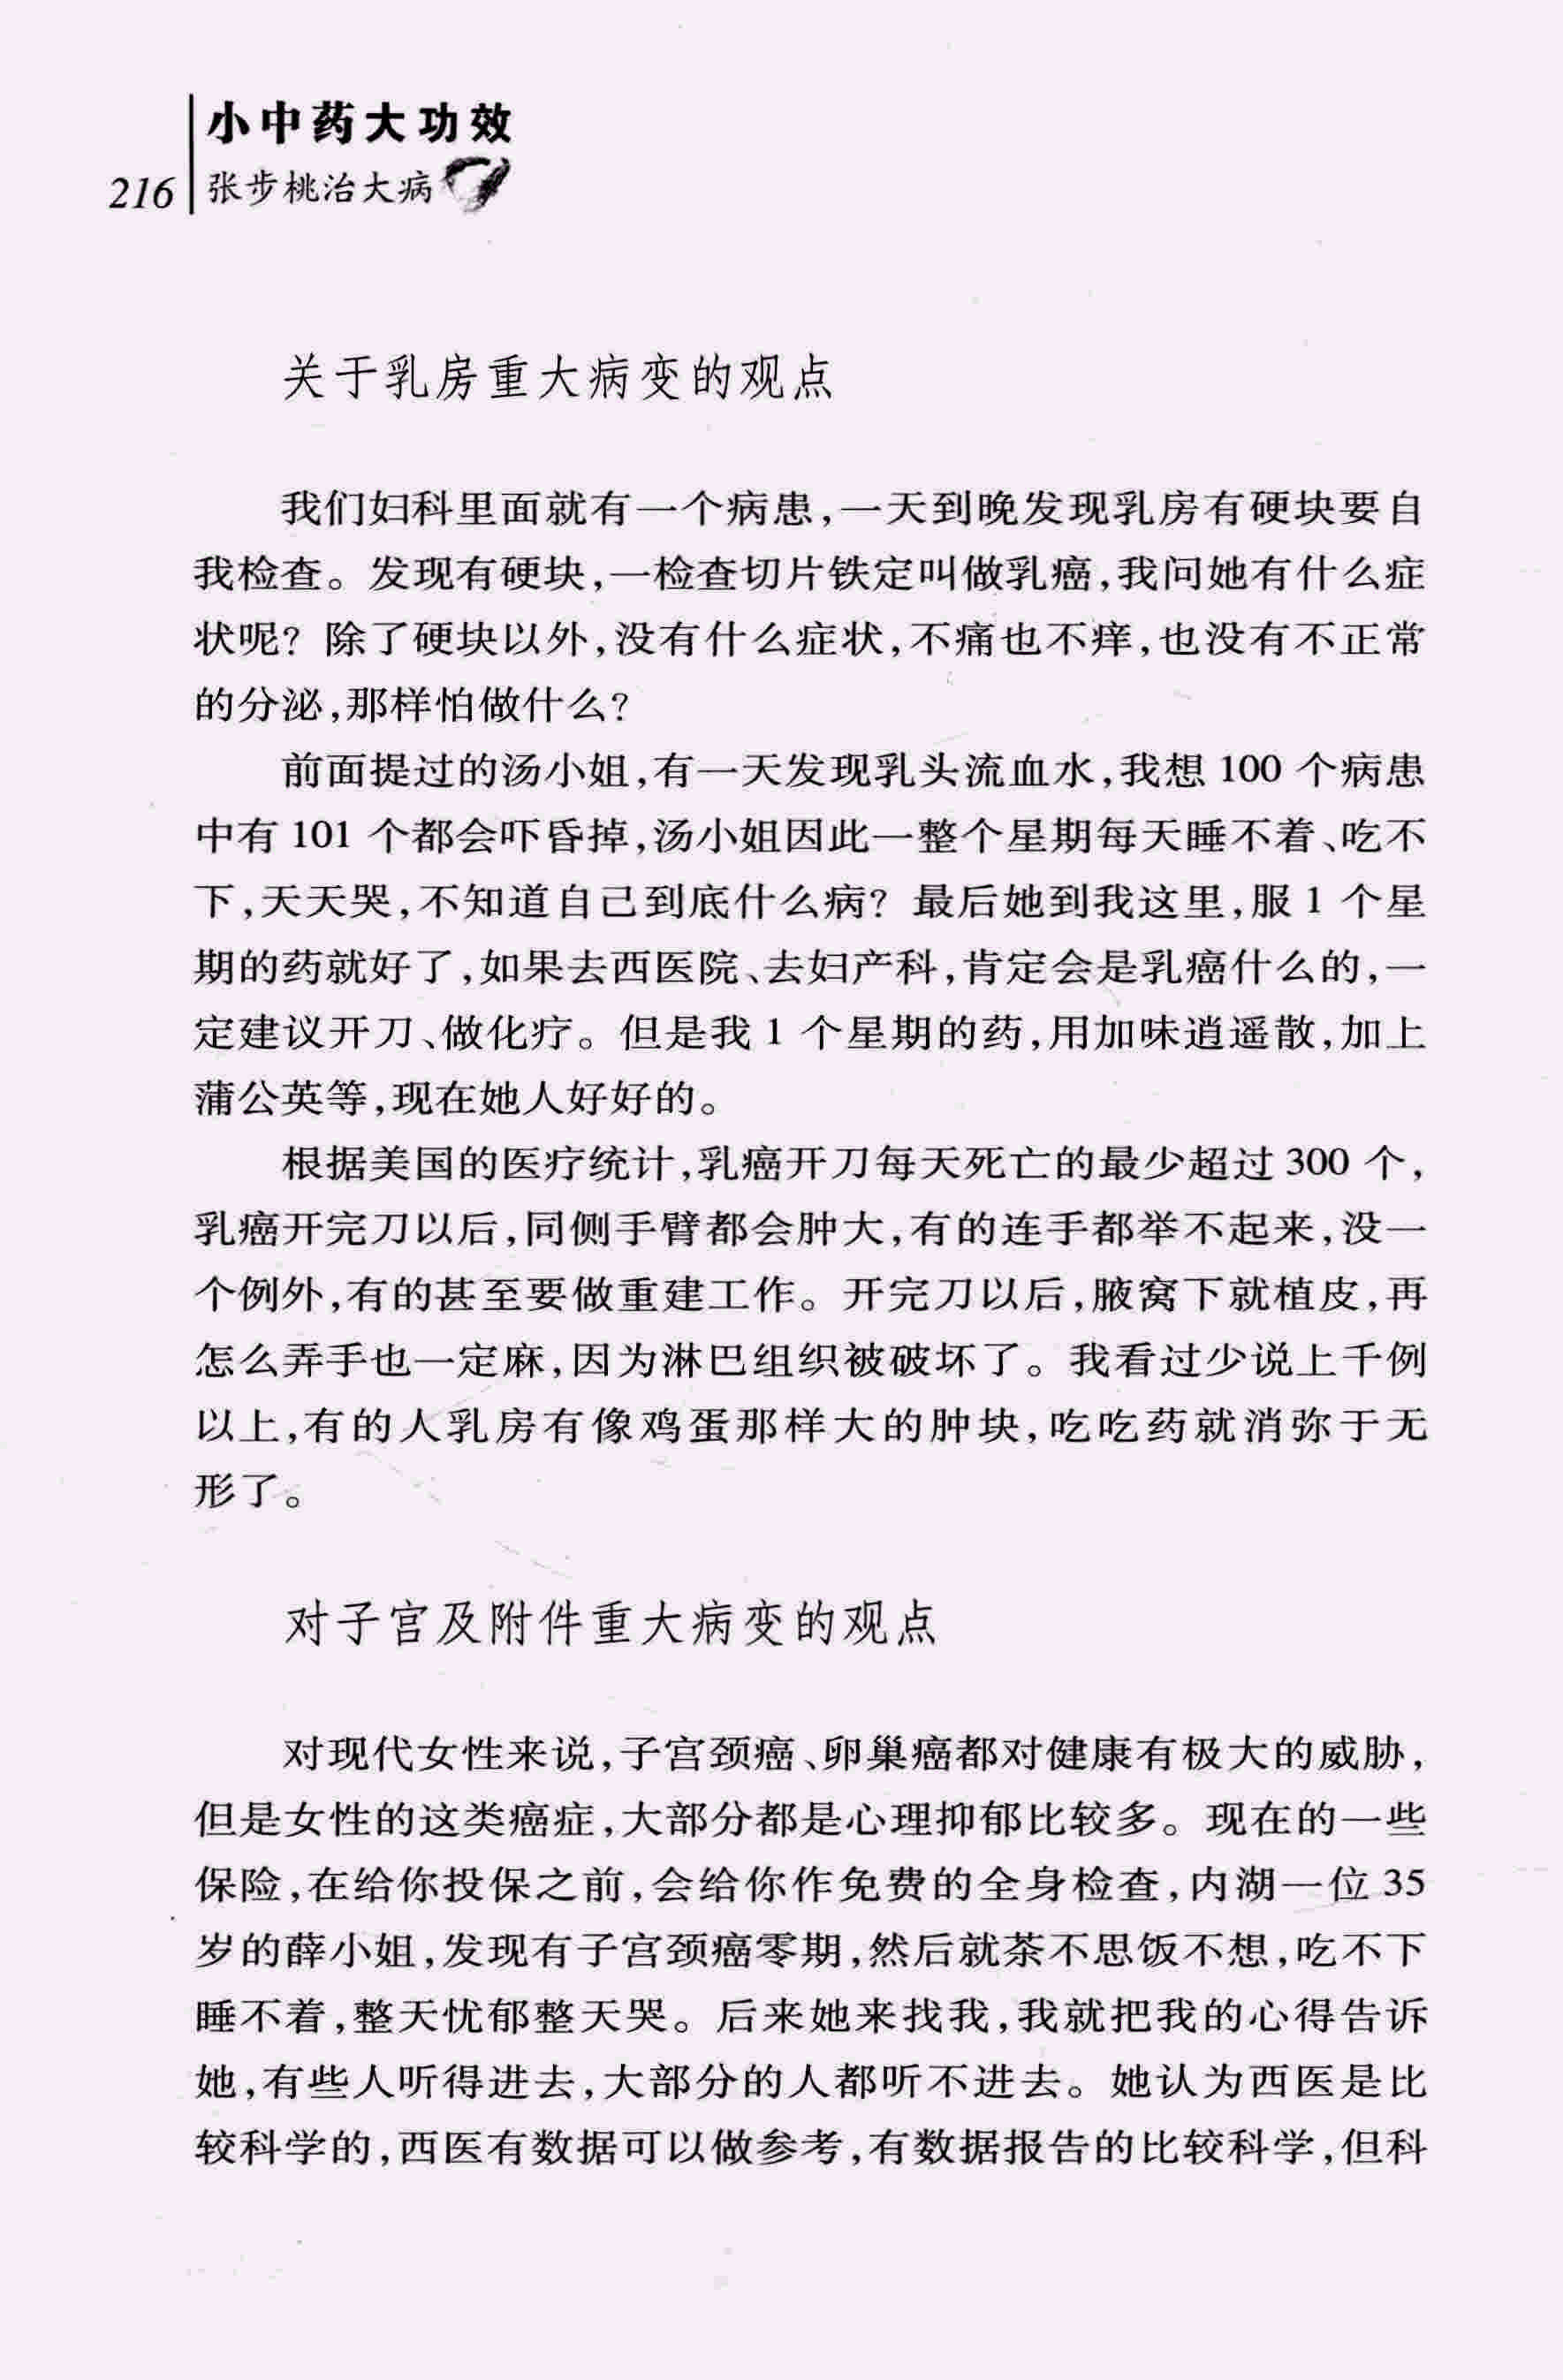 小中药大功效
216 张步桃治大病
关于乳房重大病变的观点
我们妇科里面就有一个病患,一天到晚发现乳房有硬块要自
我检查。发现有硬块,一检查切片铁定叫做乳癌,我问她有什么症
状呢? 除了硬块以外,没有什么症状,不痛也不痒,也没有不正常
的分泌,那样怕做什么?
前面提过的汤小姐,有一天发现乳头流血水,我想 100 个病患
中有 101 个都会吓昏掉,汤小姐因此一整个星期每天睡不着、吃不
下,天天哭,不知道自己到底什么病? 最后她到我这里,服 1 个星
期的药就好了,如果去西医院、去妇产科,肯定会是乳癌什么的,一
定建议开刀、做化疗。但是我 1 个星期的药,用加味逍遥散,加上
蒲公英等,现在她人好好的。
根据美国的医疗统计,乳癌开刀每天死亡的最少超过 300 个,
乳癌开完刀以后,同侧手臂都会肿大,有的连手都举不起来,没一
个例外,有的甚至要做重建工作。开完刀以后,腋窝下就植皮,再
怎么弄手也一定麻,因为淋巴组织被破坏了。我看过少说上千例
以上,有的人乳房有像鸡蛋那样大的肿块,吃吃药就消弥于无
形了。
对子宫及附件重大病变的观点
对现代女性来说,子宫颈癌、卵巢癌都对健康有极大的威胁,
但是女性的这类癌症,大部分都是心理抑郁比较多。现在的一些
保险,在给你投保之前,会给你作免费的全身检查,内湖一位 35
岁的薛小姐,发现有子宫颈癌零期,然后就茶不思饭不想,吃不下
睡不着,整天忧郁整天哭。后来她来找我,我就把我的心得告诉
她,有些人听得进去,大部分的人都听不进去。她认为西医是比
较科学的,西医有数据可以做参考,有数据报告的比较科学,但科